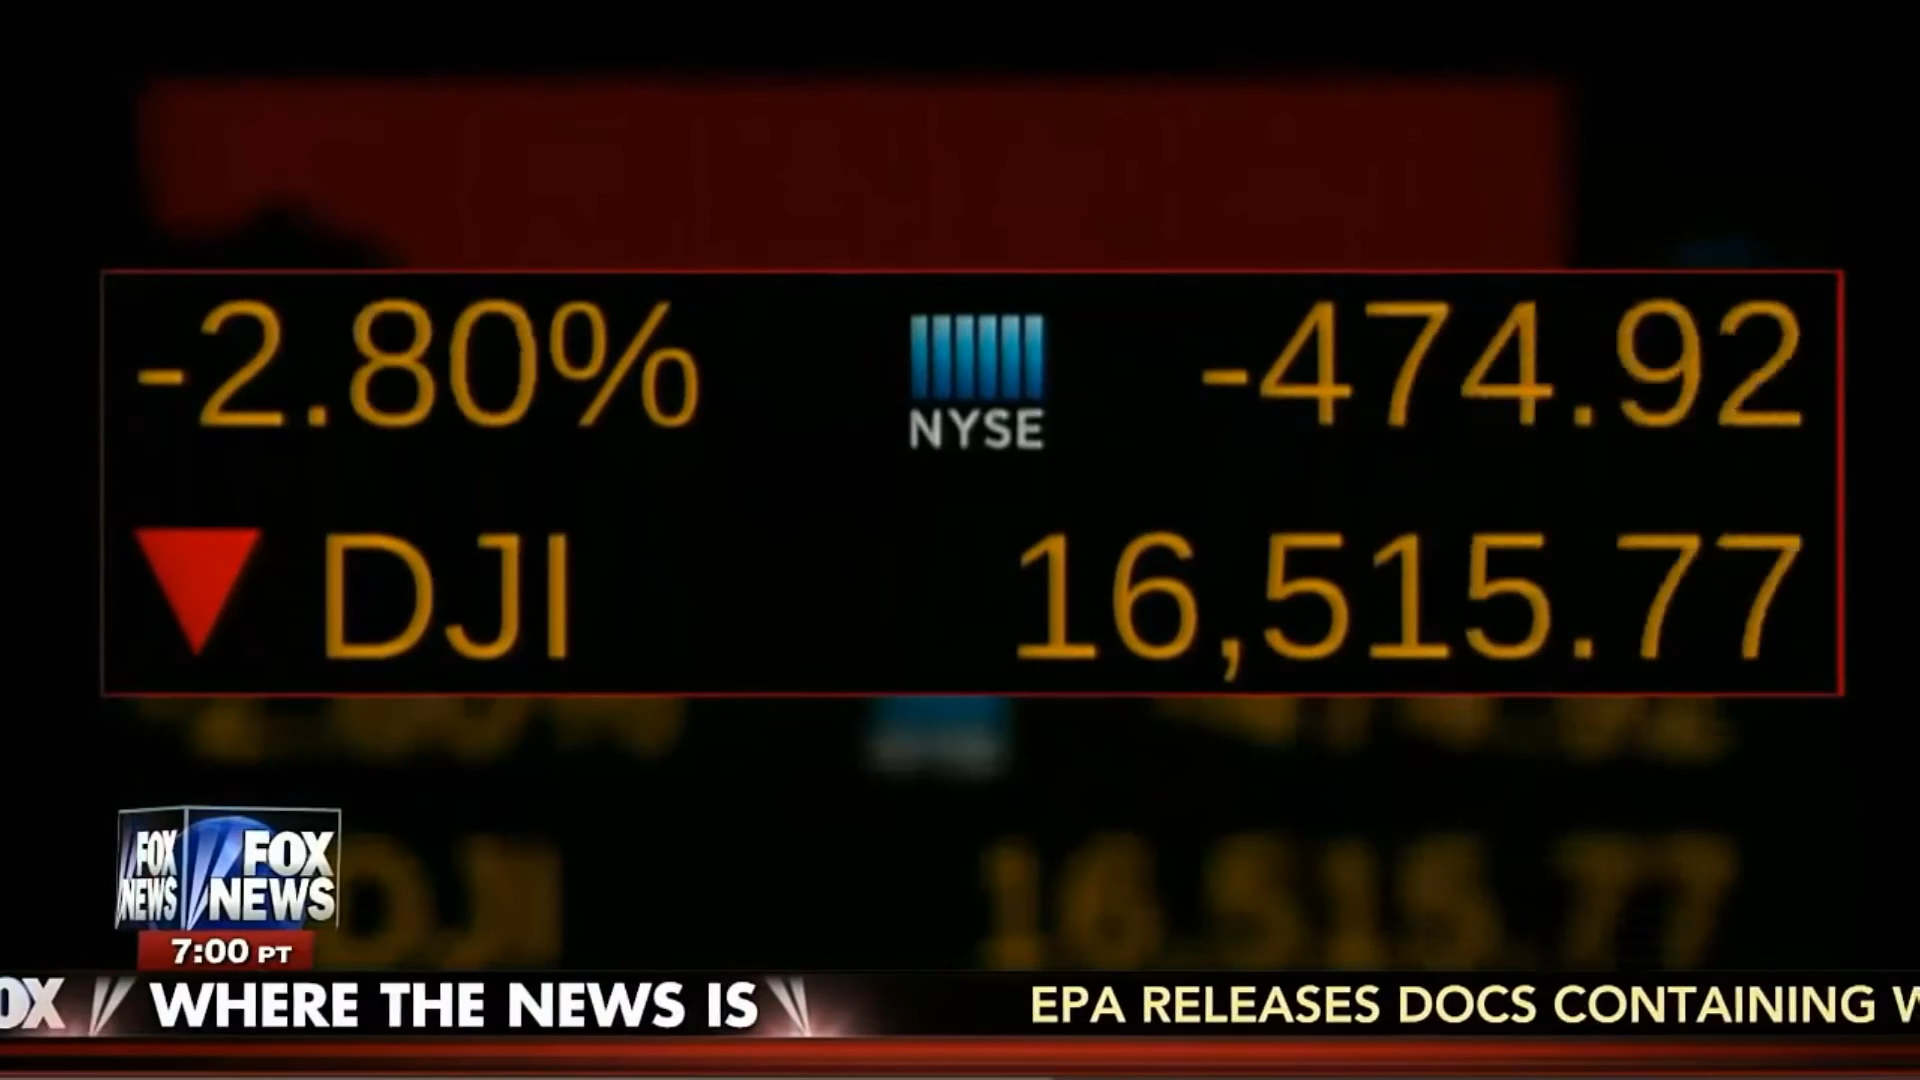 -2.80%
NYSE
-474.92
DJI
16,515.77
FOX
NEWS
FOX
NEWS
7:00 PT
OX
WHERE THE NEWS IS
EPA RELEASES DOCS CONTAINING